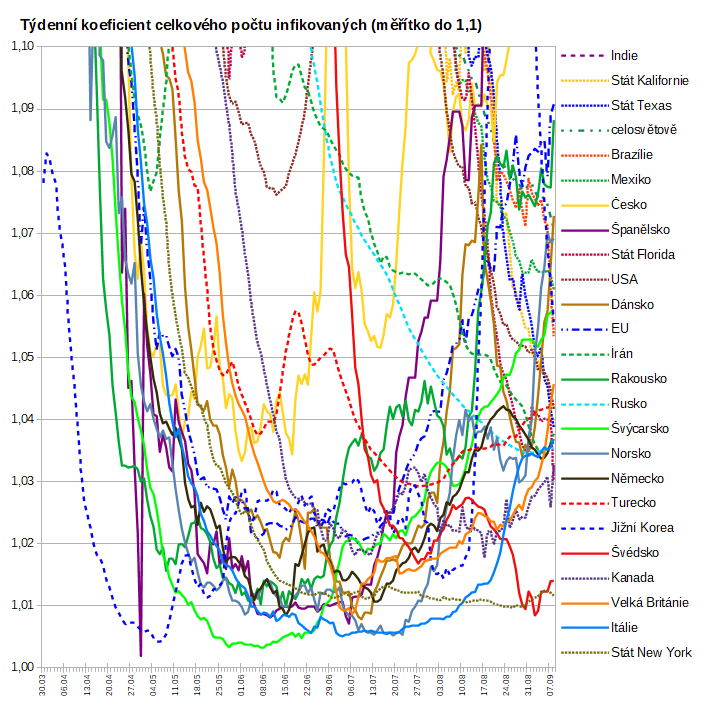 Týdenní koeficient celkového počtu infikovaných (měřítko do 1,1)
1,10
1,09
1,08
1,07
1,06
1,05
1,04
1,03
1,02
1,01
1,00
30.03
06.04
13.04
20.04
27.04
04.05
11.05
18.05
25.05
01.06
08.06
15.06
22.06
29.06
06.07
13.07
20.07
27.07
03.08
10.08
17.08
24.08
31.08
07.09
Indie
Stát Kalifornie
Stát Texas
celosvětově
Brazílie
Mexiko
Česko
Španělsko
Stát Florida
USA
Dánsko
EU
Írán
Rakousko
Rusko
Švýcarsko
Norsko
Německo
Turecko
Jižní Korea
Švédsko
Kanada
Velká Británie
Itálie
Stát New York